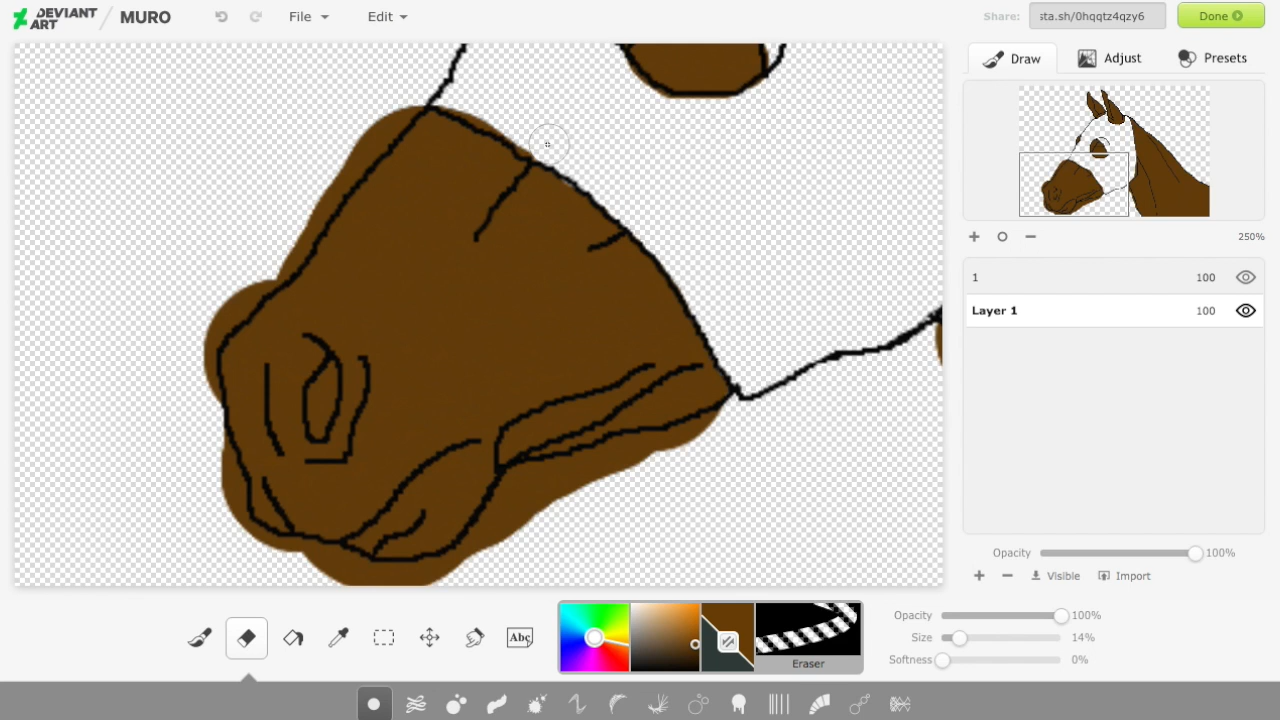 DEVIANT ART MURO File Edit Share: sta.sh/0hqqtz4qzy6 Done
Draw Adjust Presets
250%
1 100
Layer 1 100
Opacity 100%
Visible Import
Abc
Eraser
Opacity 100%
Size 14%
Softness 0%